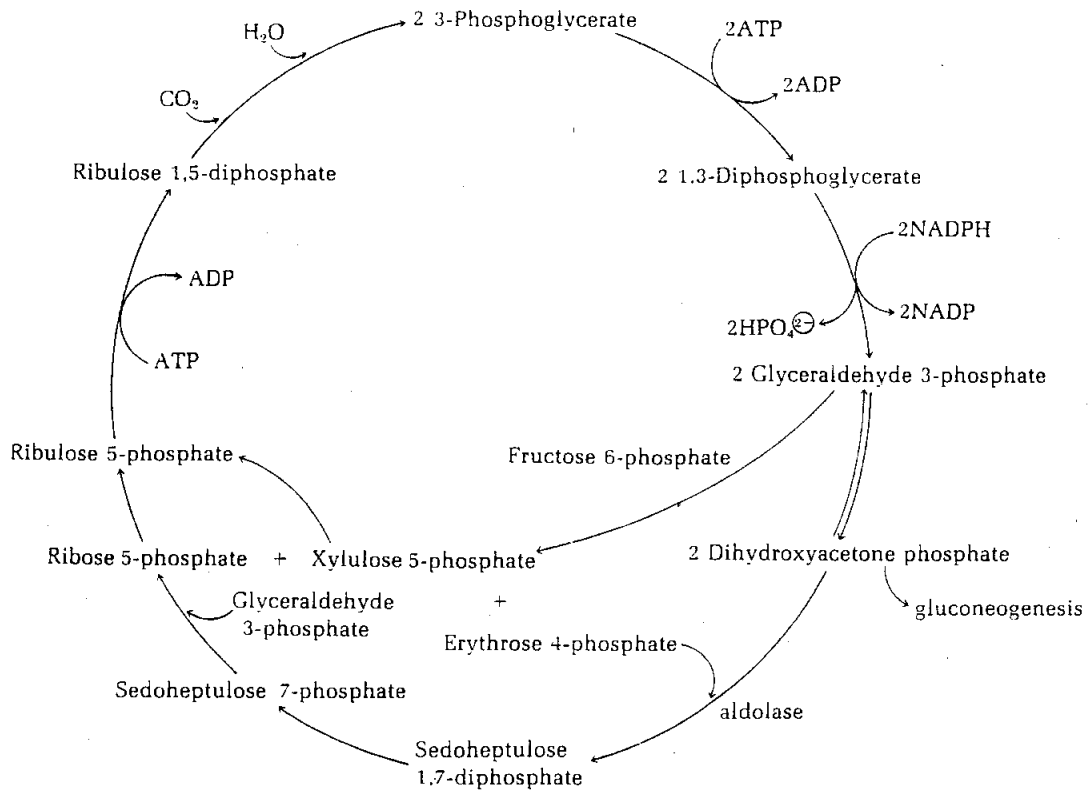 2 3-Phosphoglycerate
H₂O
2ATP
2ADP
CO₂
Ribulose 1,5-diphosphate
2 1,3-Diphosphoglycerate
2NADPH
ADP
2NADP
2HPO₄²⁻
ATP
2 Glyceraldehyde 3-phosphate
Ribulose 5-phosphate
Fructose 6-phosphate
Ribose 5-phosphate + Xylulose 5-phosphate
2 Dihydroxyacetone phosphate
Glyceraldehyde
3-phosphate
+
gluconeogenesis
Erythrose 4-phosphate
Sedoheptulose 7-phosphate
aldolase
Sedoheptulose
1,7-diphosphate